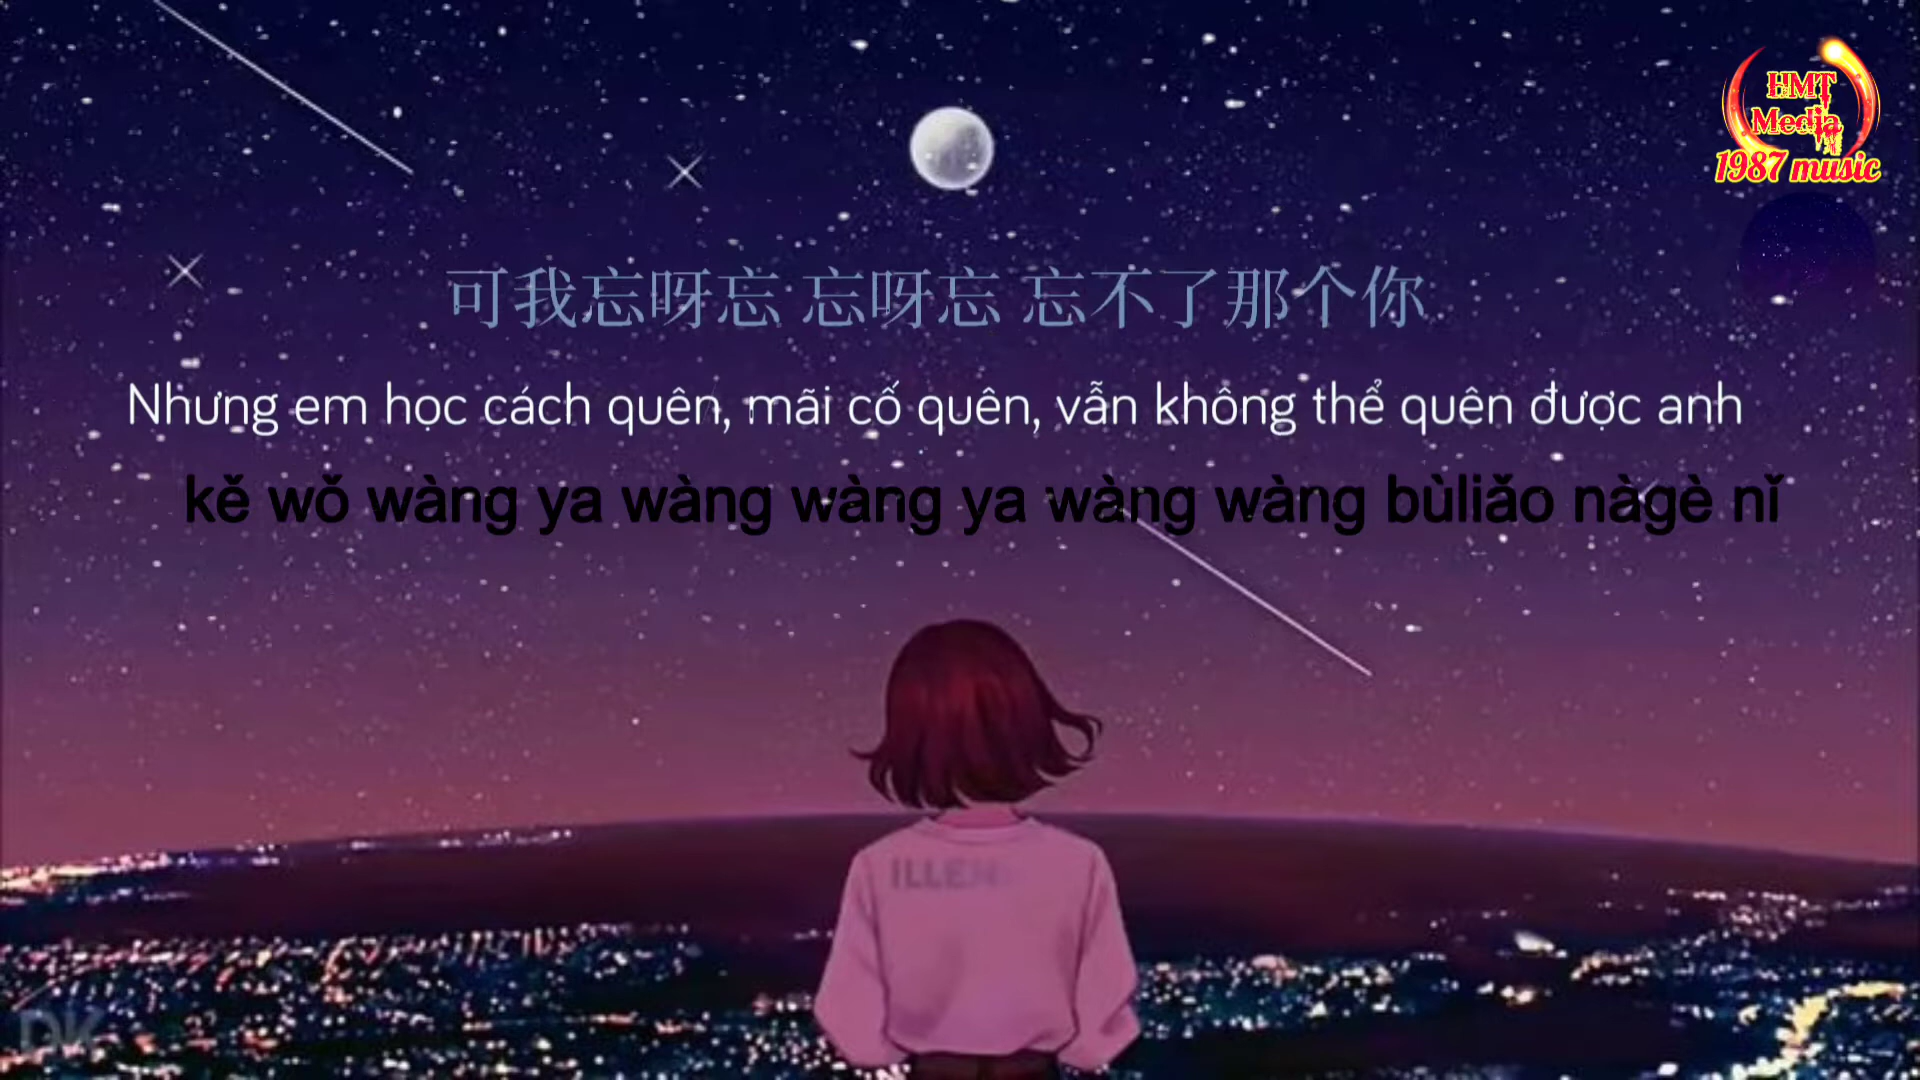 HMT
Media
1987 music
可我忘呀忘 忘呀忘 忘不了那个你
Nhưng em học cách quên, mãi cố quên, vẫn không thể quên được anh
kě wǒ wàng ya wàng wàng ya wàng wàng bùliǎo nàgè nǐ
DK